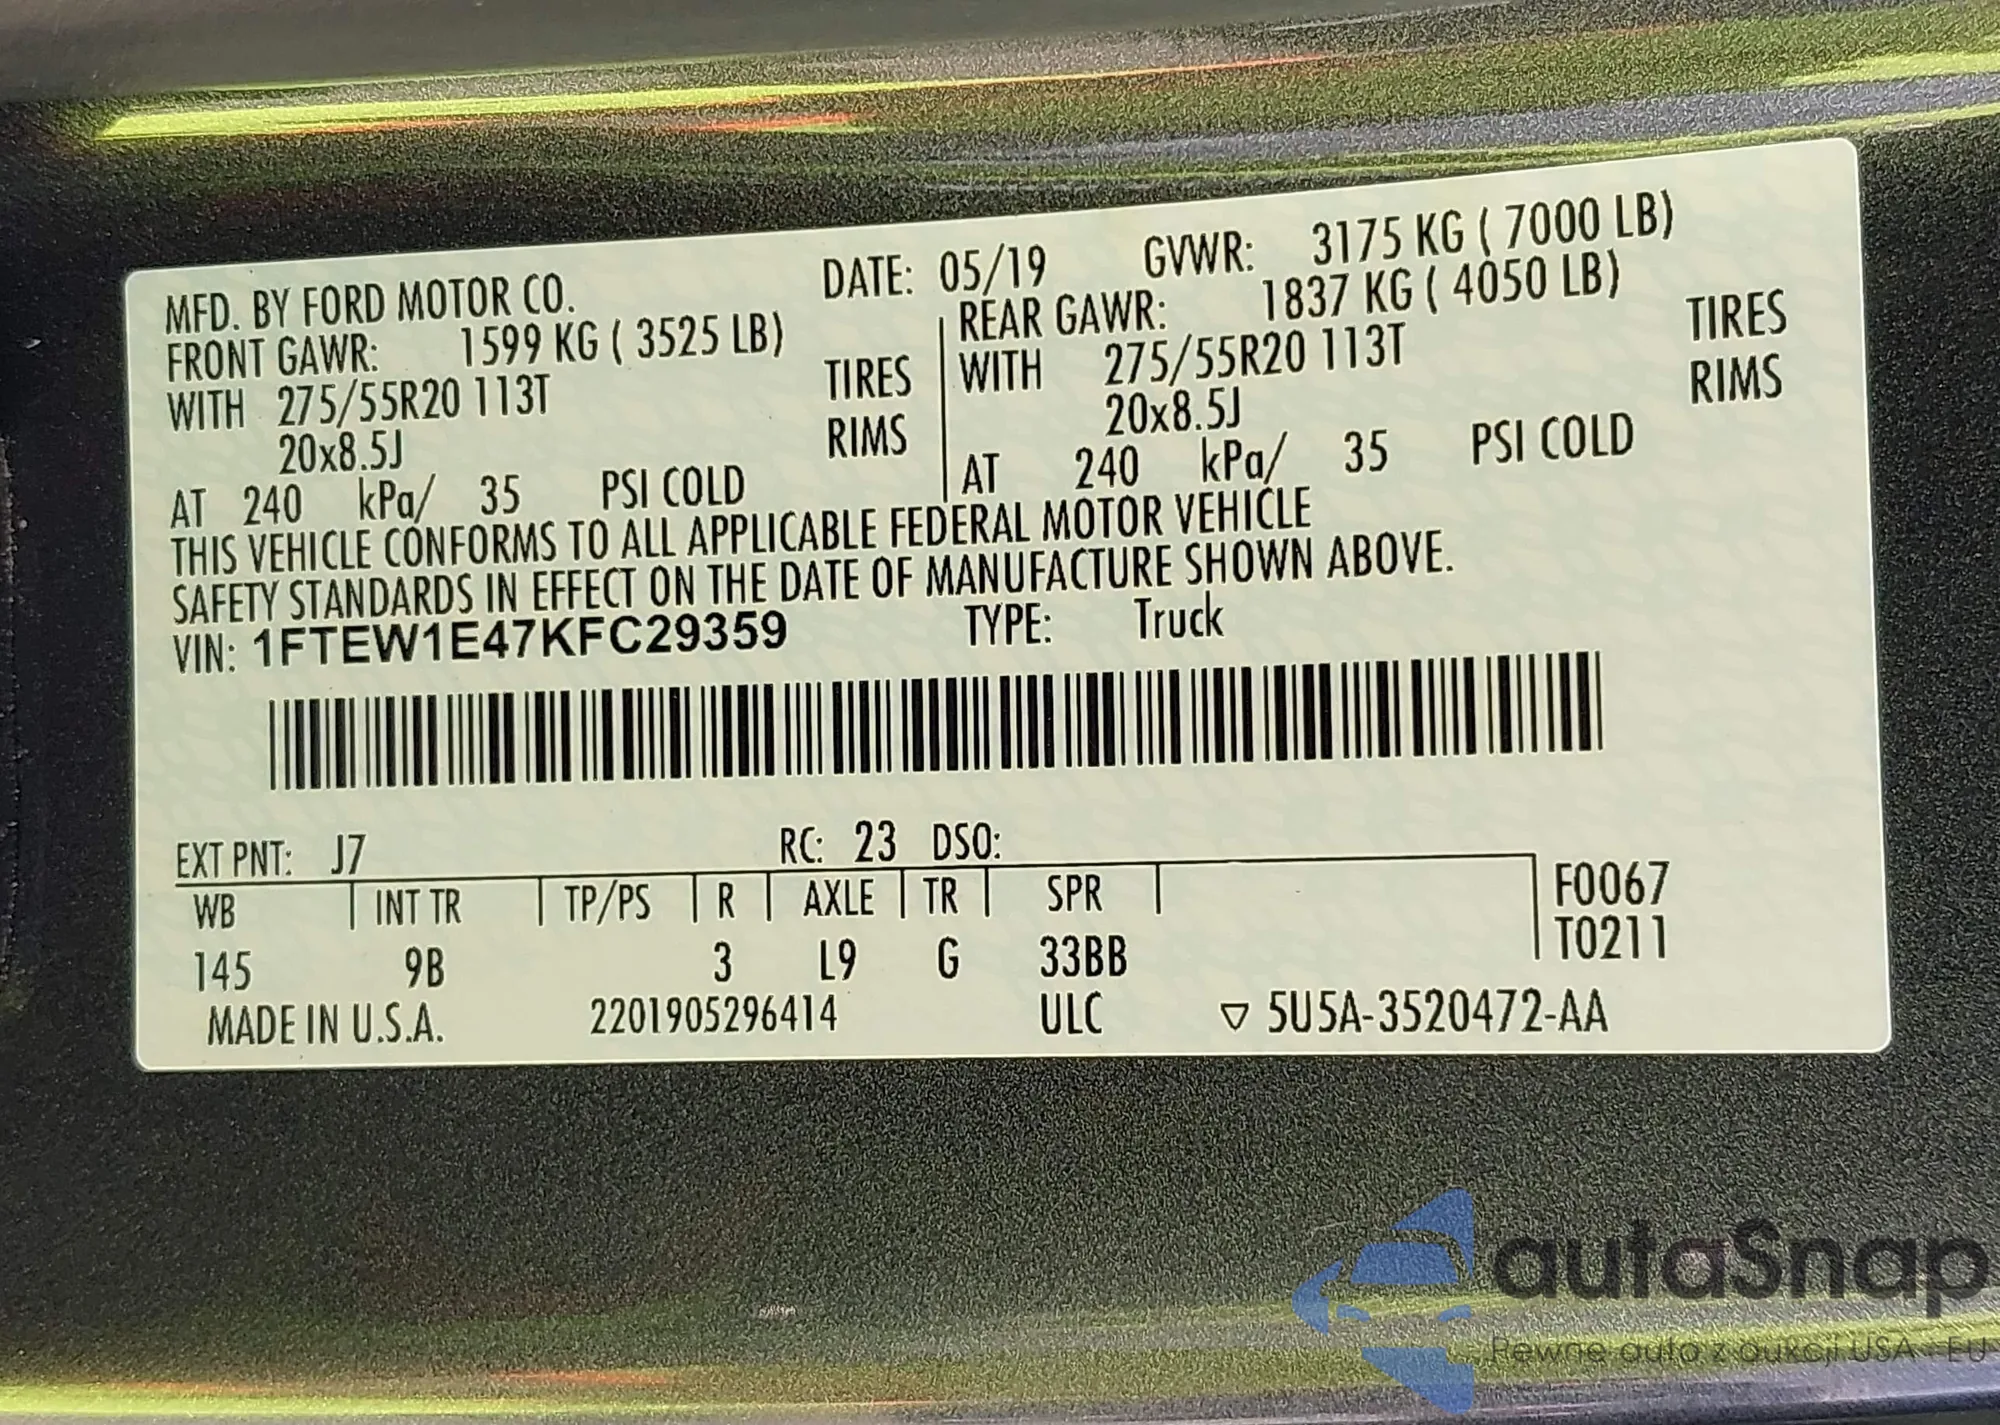 MFD. BY FORD MOTOR CO. DATE: 05/19 GVWR: 3175 KG ( 7000 LB)
FRONT GAWR: 1599 KG ( 3525 LB) REAR GAWR: 1837 KG ( 4050 LB)
WITH 275/55R20 113T TIRES WITH 275/55R20 113T TIRES
20x8.5J RIMS 20x8.5J RIMS
AT 240 kPa/ 35 PSI COLD AT 240 kPa/ 35 PSI COLD
THIS VEHICLE CONFORMS TO ALL APPLICABLE FEDERAL MOTOR VEHICLE
SAFETY STANDARDS IN EFFECT ON THE DATE OF MANUFACTURE SHOWN ABOVE.
VIN: 1FTEW1E47KFC29359 TYPE: Truck
EXT PNT: J7 RC: 23 DSO:
WB INT TR TP/PS R AXLE TR SPR F0067
T0211
145 9B 3 L9 G 33BB
MADE IN U.S.A. 2201905296414 ULC ▽ 5U5A-3520472-AA
autaSnap
Pewne auta z aukcji USA - EU